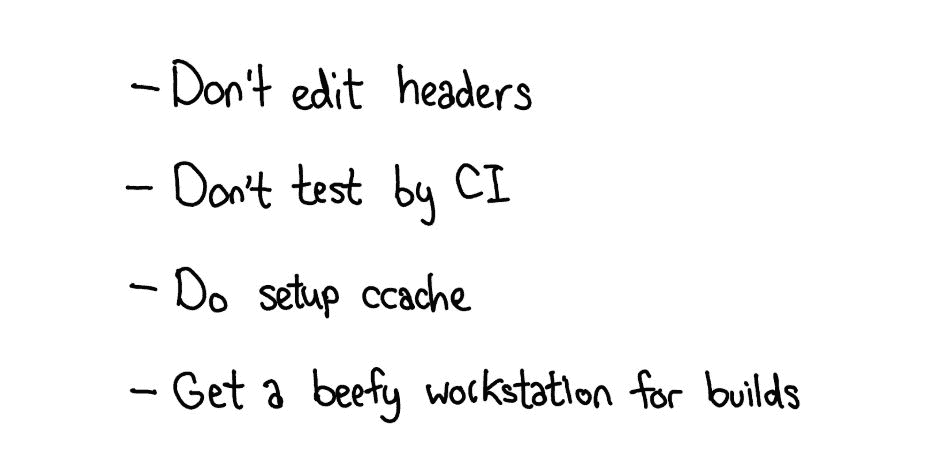 - Don't edit headers
- Don't test by CI
- Do setup ccache
- Get a beefy workstation for builds